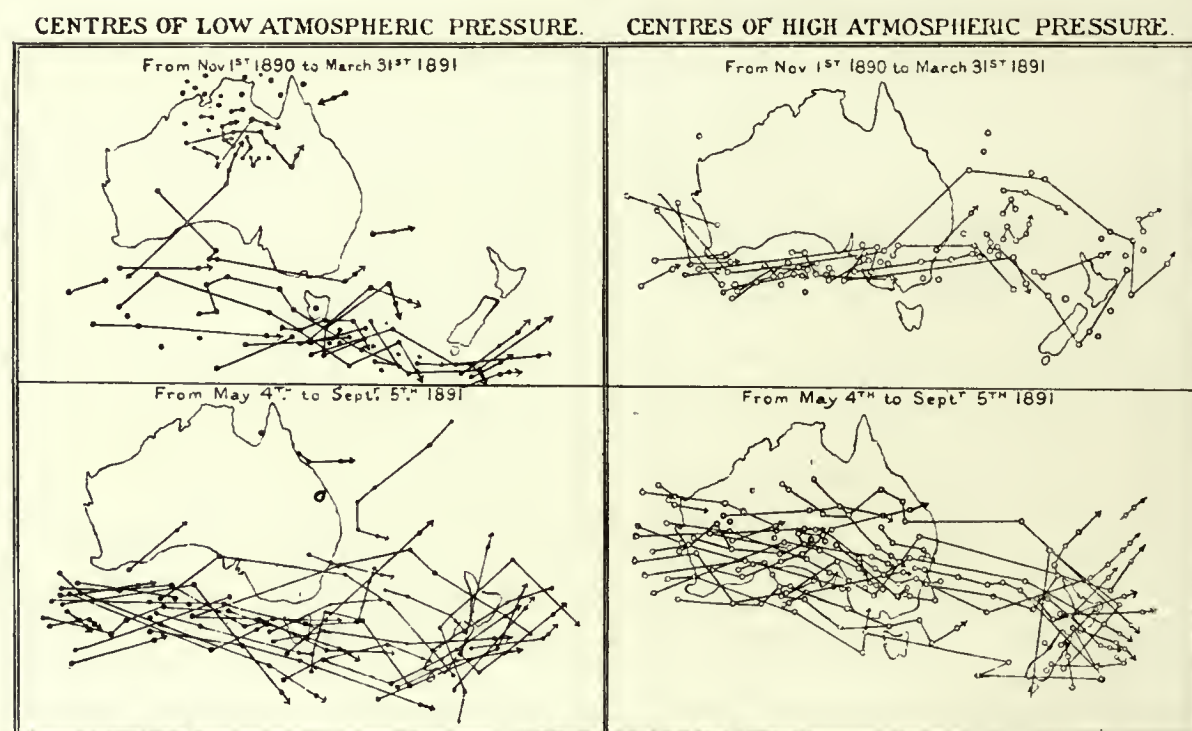 CENTRES OF LOW ATMOSPHERIC PRESSURE.
CENTRES OF HIGH ATMOSPHERIC PRESSURE.
From Nov 1ST 1890 to March 31ST 1891
From Nov 1ST 1890 to March 31ST 1891
From May 4TH to Septr. 5TH 1891
From May 4TH to Septr 5TH 1891